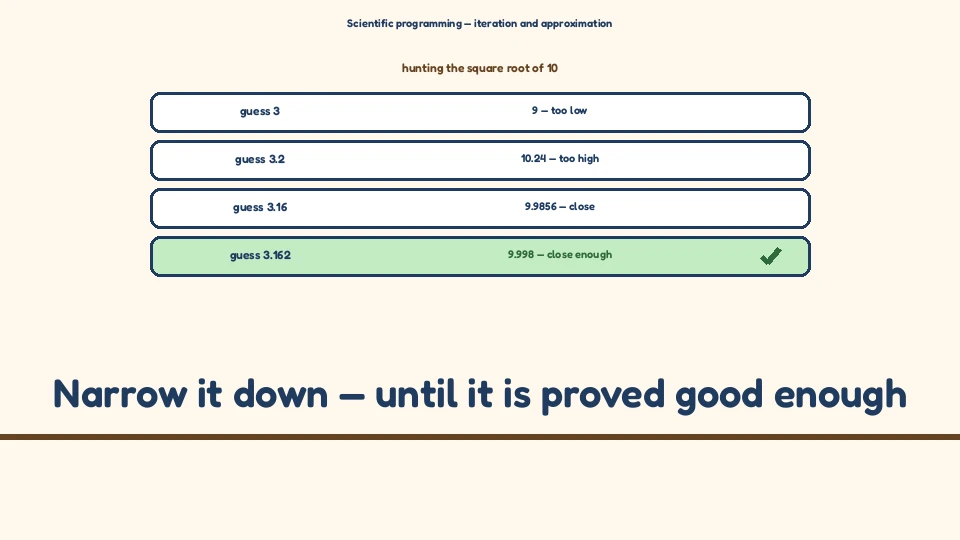 Scientific programming — iteration and approximation
hunting the square root of 10
guess 3 9 — too low
guess 3.2 10.24 — too high
guess 3.16 9.9856 — close
guess 3.162 9.998 — close enough
Narrow it down — until it is proved good enough